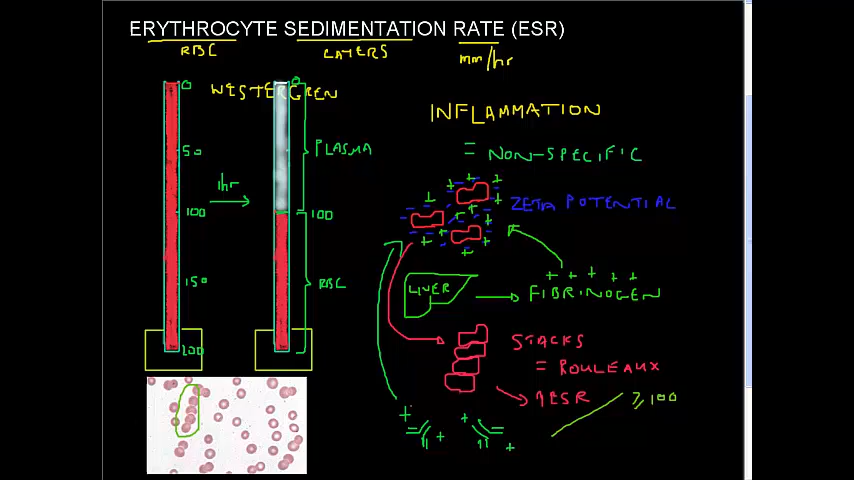 ERYTHROCYTE SEDIMENTATION RATE (ESR)
RBC LAYERS mm/hr
WESTERGREN
0
50
100
150
200
1hr
0
PLASMA
100
RBC
INFLAMMATION
= NON-SPECIFIC
ZETA POTENTIAL
LIVER
+ + + + +
FIBRINOGEN
STACKS
= ROULEAUX
↑ESR
≥100